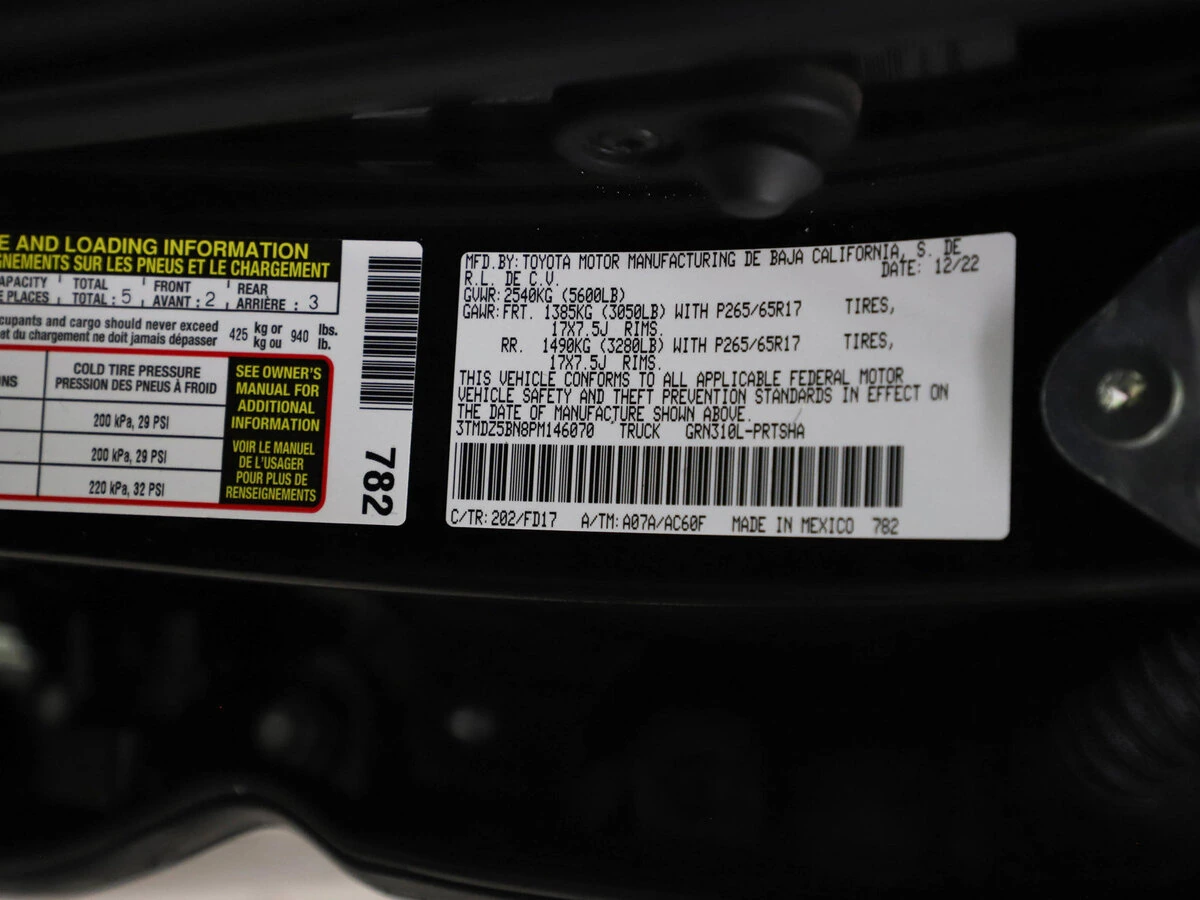 E AND LOADING INFORMATION
GNEMENTS SUR LES PNEUS ET LE CHARGEMENT
APACITY TOTAL FRONT REAR
E PLACES TOTAL : 5 AVANT : 2 ARRIÈRE : 3
cupants and cargo should never exceed 425 kg or 940 lbs.
at du chargement ne doit jamais dépasser kg ou lb.
NS COLD TIRE PRESSURE
PRESSION DES PNEUS À FROID
200 kPa, 29 PSI
200 kPa, 29 PSI
220 kPa, 32 PSI
SEE OWNER'S
MANUAL FOR
ADDITIONAL
INFORMATION
VOIR LE MANUEL
DE L'USAGER
POUR PLUS DE
RENSEIGNEMENTS
782
MFD.BY:TOYOTA MOTOR MANUFACTURING DE BAJA CALIFORNIA, S. DE
R.L. DE C.V. DATE: 12/22
GVWR:2540KG (5600LB)
GAWR:FRT. 1385KG (3050LB) WITH P265/65R17 TIRES,
17X7.5J RIMS.
RR. 1490KG (3280LB) WITH P265/65R17 TIRES,
17X7.5J RIMS.
THIS VEHICLE CONFORMS TO ALL APPLICABLE FEDERAL MOTOR
VEHICLE SAFETY AND THEFT PREVENTION STANDARDS IN EFFECT ON
THE DATE OF MANUFACTURE SHOWN ABOVE.
3TMDZ5BN8PM146070 TRUCK GRN310L-PRTSHA
C/TR:202/FD17 A/TM:A07A/AC60F MADE IN MEXICO 782